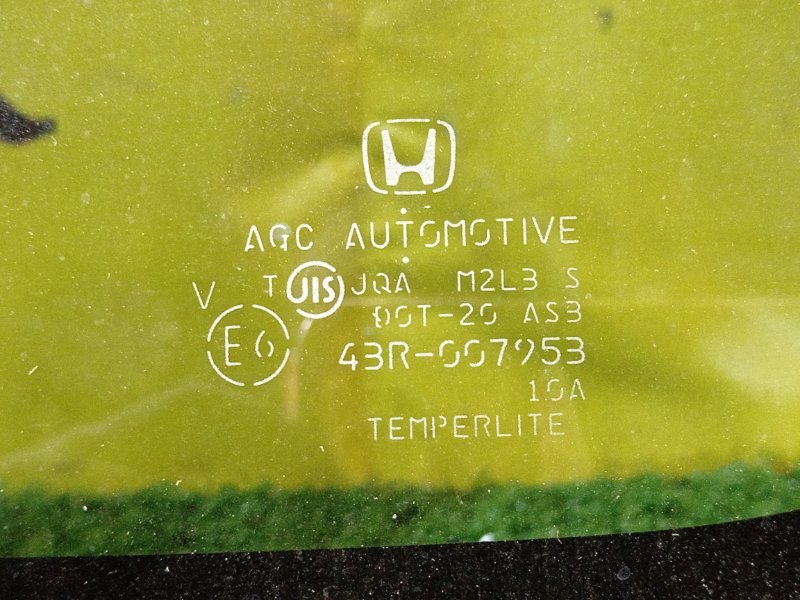 AGC AUTOMOTIVE
V T JIS JQA M2L3 S
DOT-20 AS3
E6 43R-007953
10A
TEMPERLITE